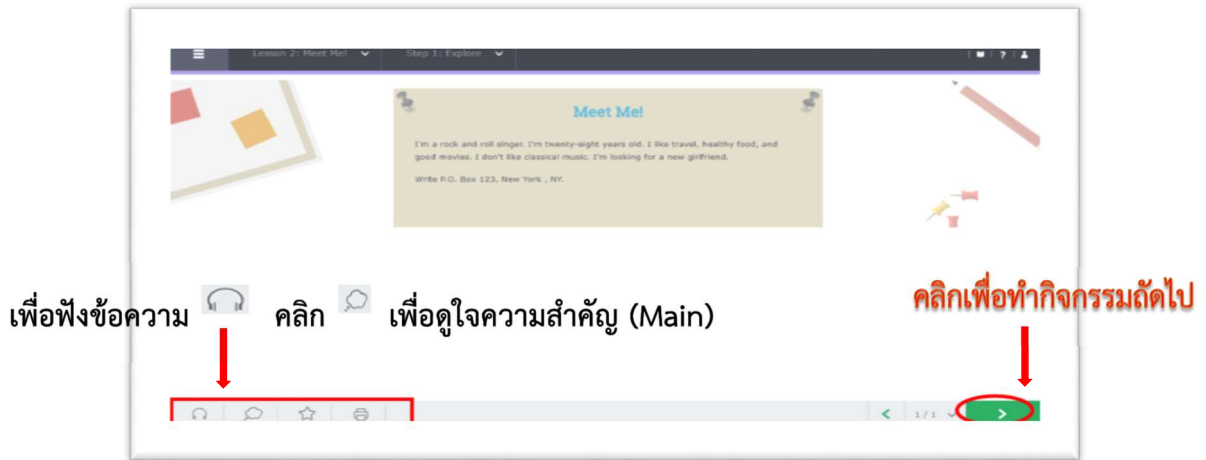 Lesson 2: Meet Me!
Step 1: Explore
?
Meet Me!
I'm a rock and roll singer. I'm twenty-eight years old. I like travel, healthy food, and
good movies. I don't like classical music. I'm looking for a new girlfriend.
Write P.O. Box 123, New York , NY.
เพื่อฟังข้อความ คลิก เพื่อดูใจความสำคัญ (Main)
คลิกเพื่อทำกิจกรรมถัดไป
1/1